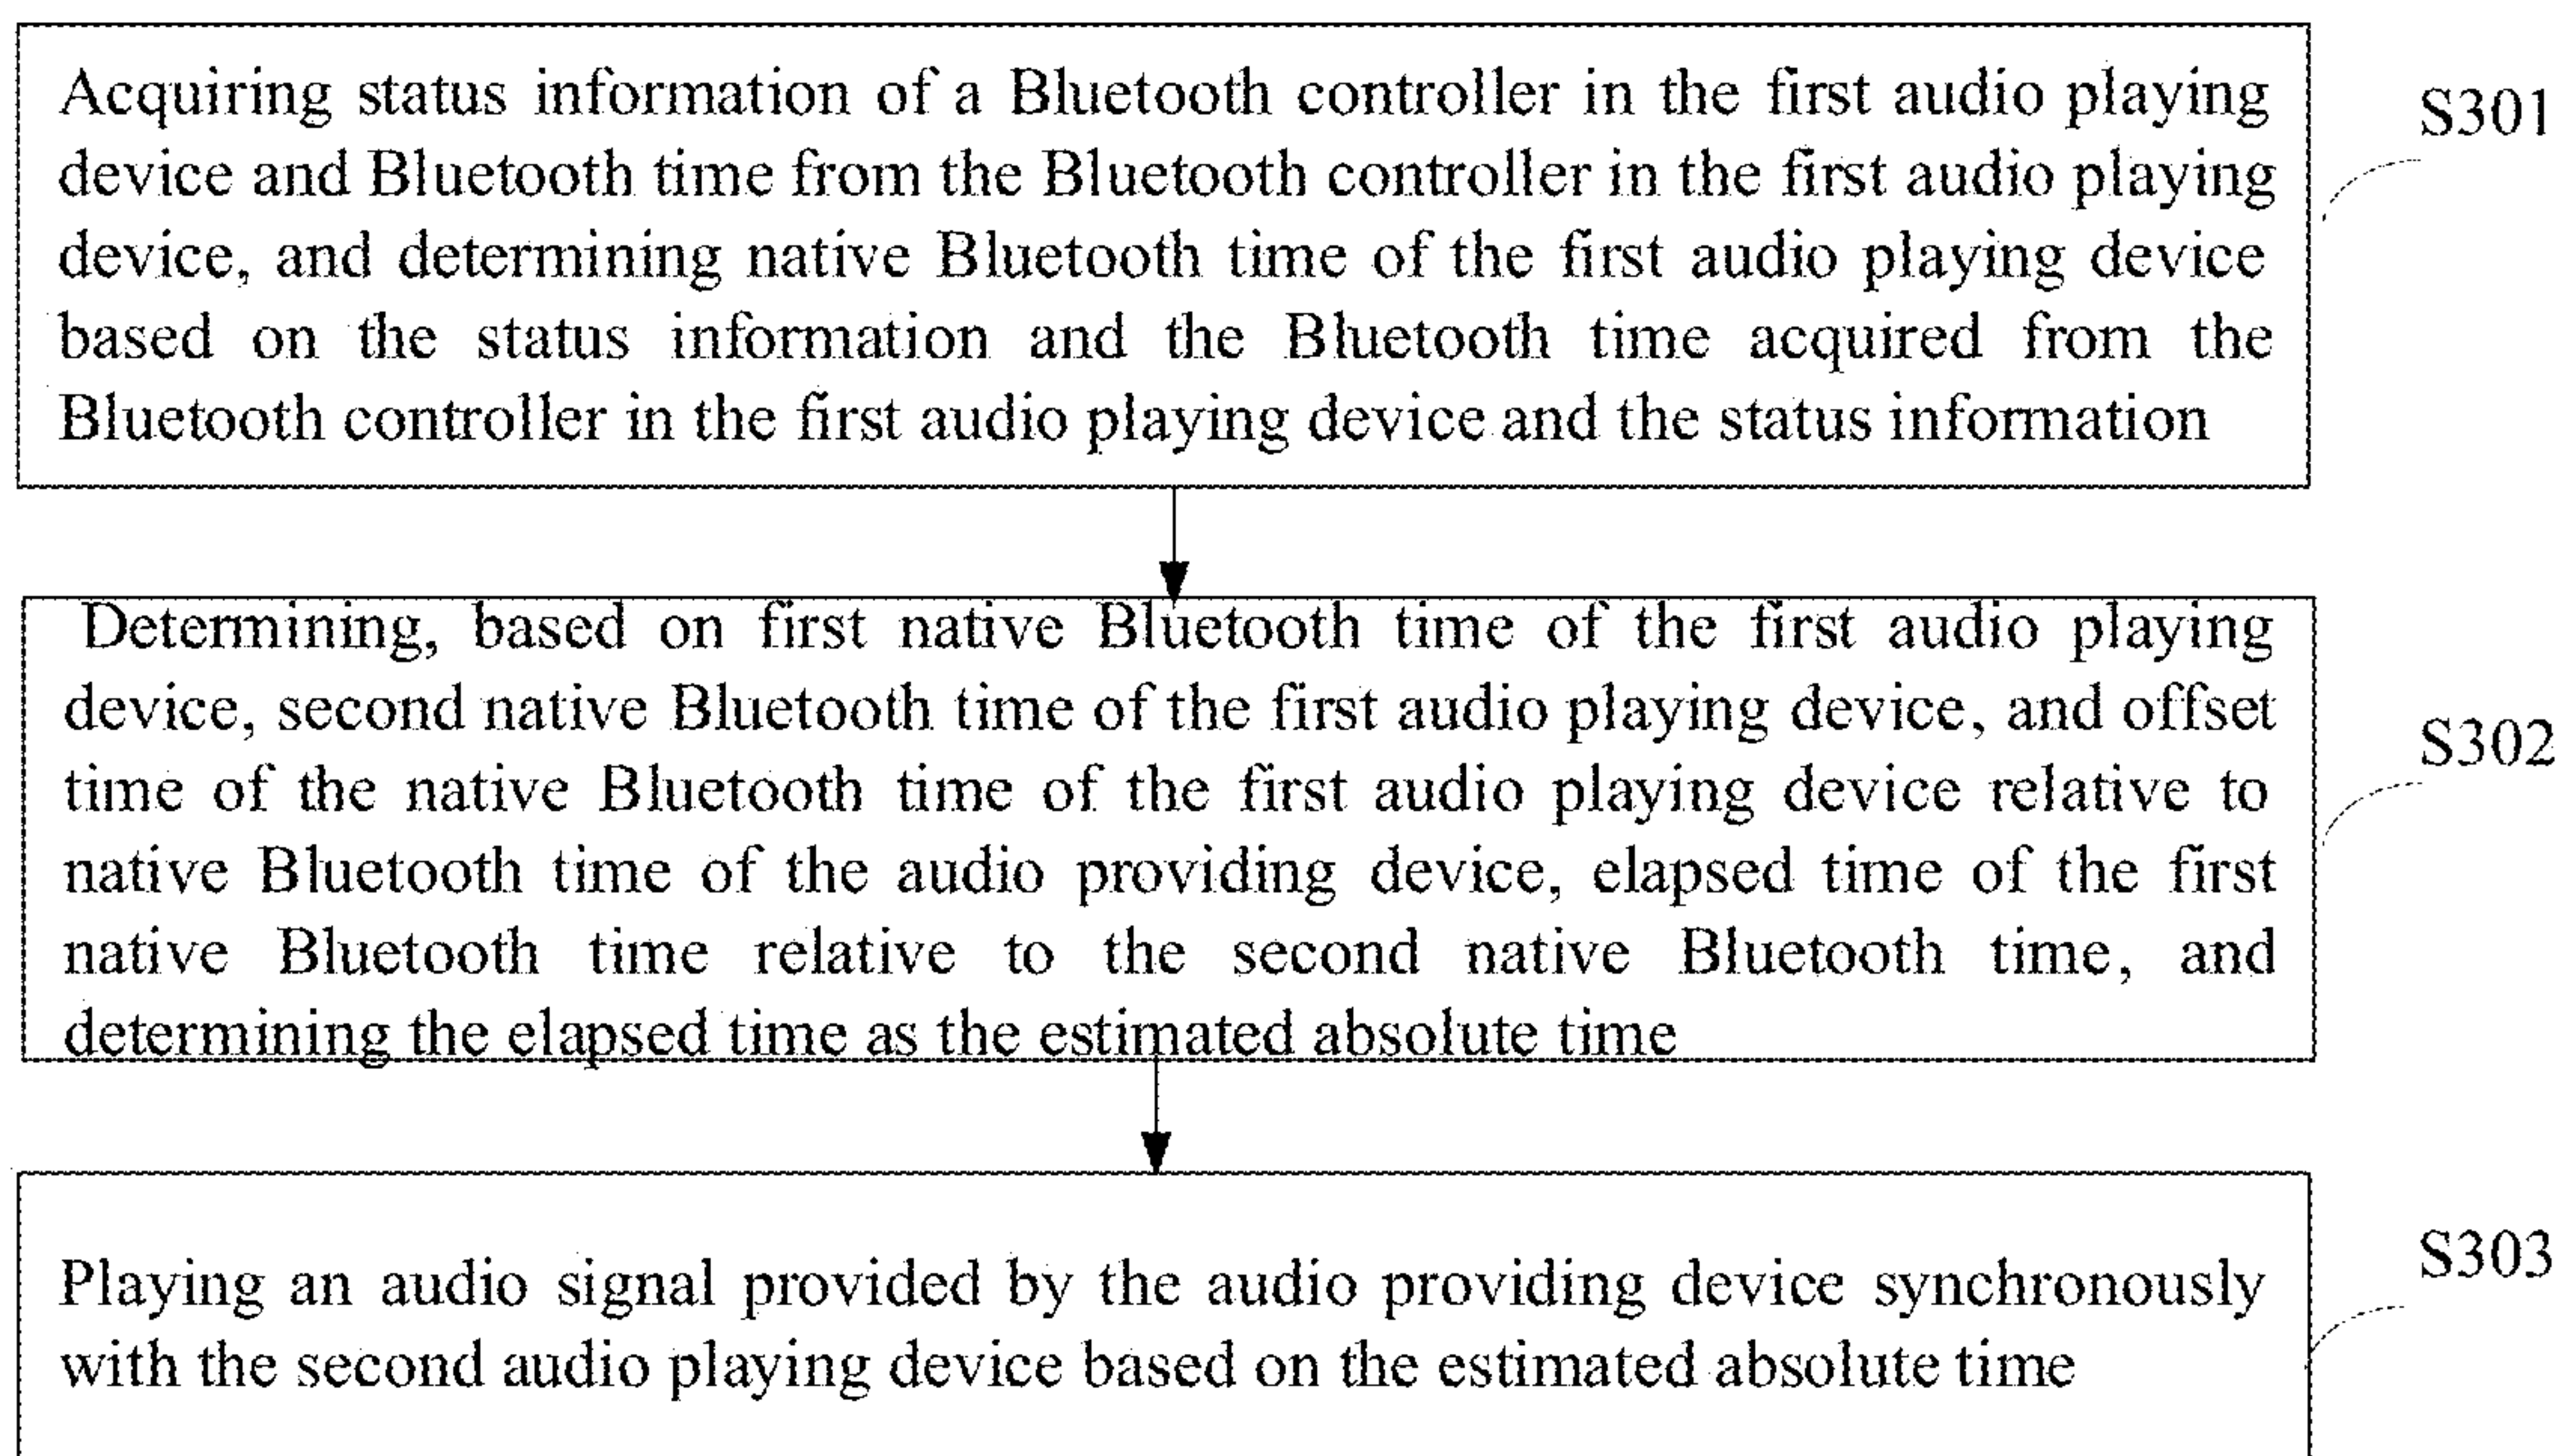 Acquiring status information of a Bluetooth controller in the first audio playing
device and Bluetooth time from the Bluetooth controller in the first audio playing
device, and determining native Bluetooth time of the first audio playing device
based on the status information and the Bluetooth time acquired from the
Bluetooth controller in the first audio playing device and the status information
S301
Determining, based on first native Bluetooth time of the first audio playing
device, second native Bluetooth time of the first audio playing device, and offset
time of the native Bluetooth time of the first audio playing device relative to
native Bluetooth time of the audio providing device, elapsed time of the first
native Bluetooth time relative to the second native Bluetooth time, and
determining the elapsed time as the estimated absolute time
S302
Playing an audio signal provided by the audio providing device synchronously
with the second audio playing device based on the estimated absolute time
S303